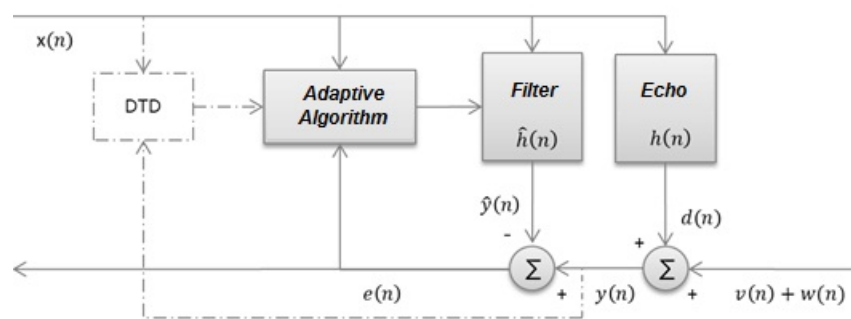 x(n)
DTD
Adaptive
Algorithm
Filter
ĥ(n)
Echo
h(n)
ŷ(n)
d(n)
-
+
Σ
Σ
e(n)
+
y(n)
+
v(n) + w(n)